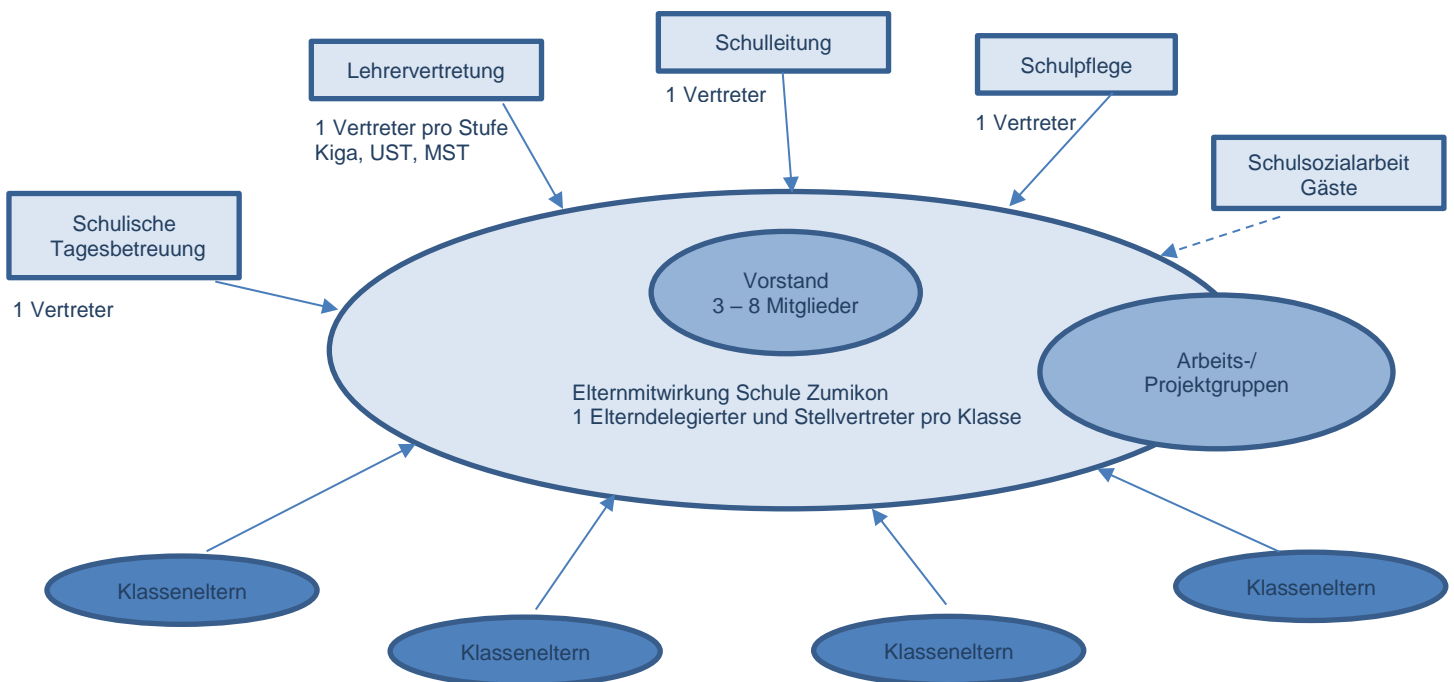 Schulleitung
1 Vertreter
Lehrervertretung
1 Vertreter pro Stufe
Kiga, UST, MST
Schulpflege
1 Vertreter
Schulsozialarbeit
Gäste
Schulische
Tagesbetreuung
1 Vertreter
Vorstand
3 – 8 Mitglieder
Arbeits-/
Projektgruppen
Elternmitwirkung Schule Zumikon
1 Elterndelegierter und Stellvertreter pro Klasse
Klasseneltern
Klasseneltern
Klasseneltern
Klasseneltern